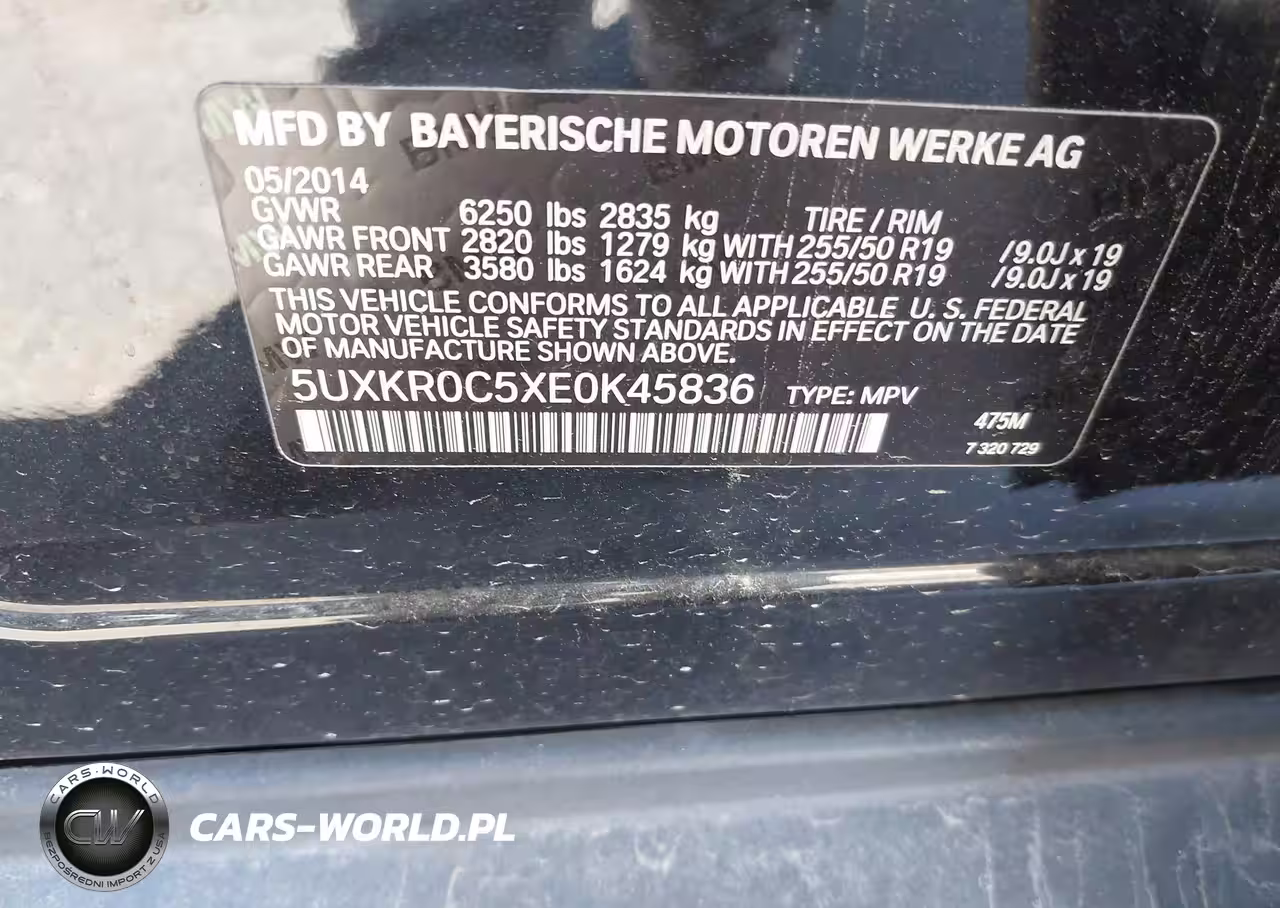 MFD BY BAYERISCHE MOTOREN WERKE AG
05/2014
GVWR 6250 lbs 2835 kg TIRE / RIM
GAWR FRONT 2820 lbs 1279 kg WITH 255/50 R19 / 9.0J x 19
GAWR REAR 3580 lbs 1624 kg WITH 255/50 R19 / 9.0J x 19
THIS VEHICLE CONFORMS TO ALL APPLICABLE U. S. FEDERAL
MOTOR VEHICLE SAFETY STANDARDS IN EFFECT ON THE DATE
OF MANUFACTURE SHOWN ABOVE.
5UXKR0C5XE0K45836 TYPE: MPV
475M
7 320 729
CARS-WORLD
CW
BEZPOŚREDNI IMPORT Z USA
CARS-WORLD.PL